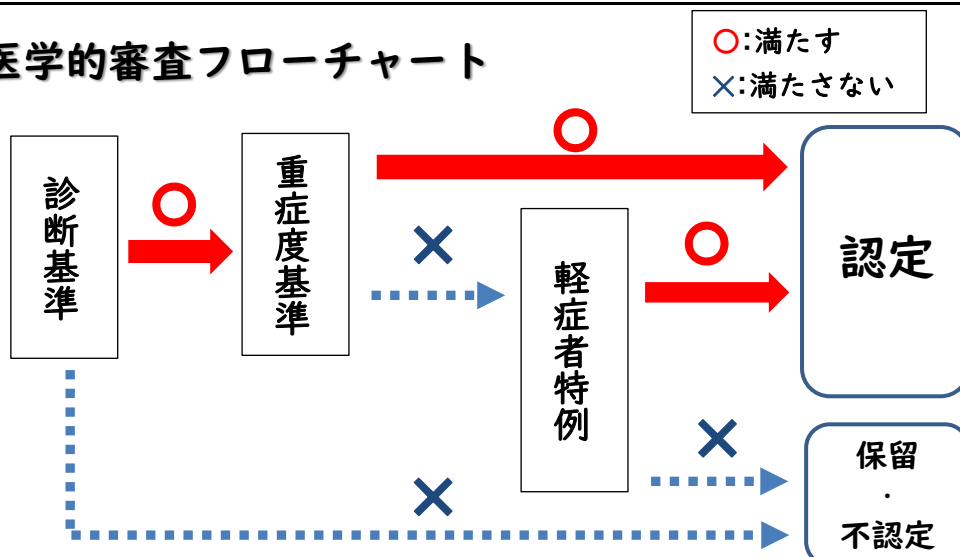 医学的審査フローチャート
○:満たす
×:満たさない
診断基準
○
重症度基準
○
×
軽症者特例
○
認定
×
×
保留
・
不認定